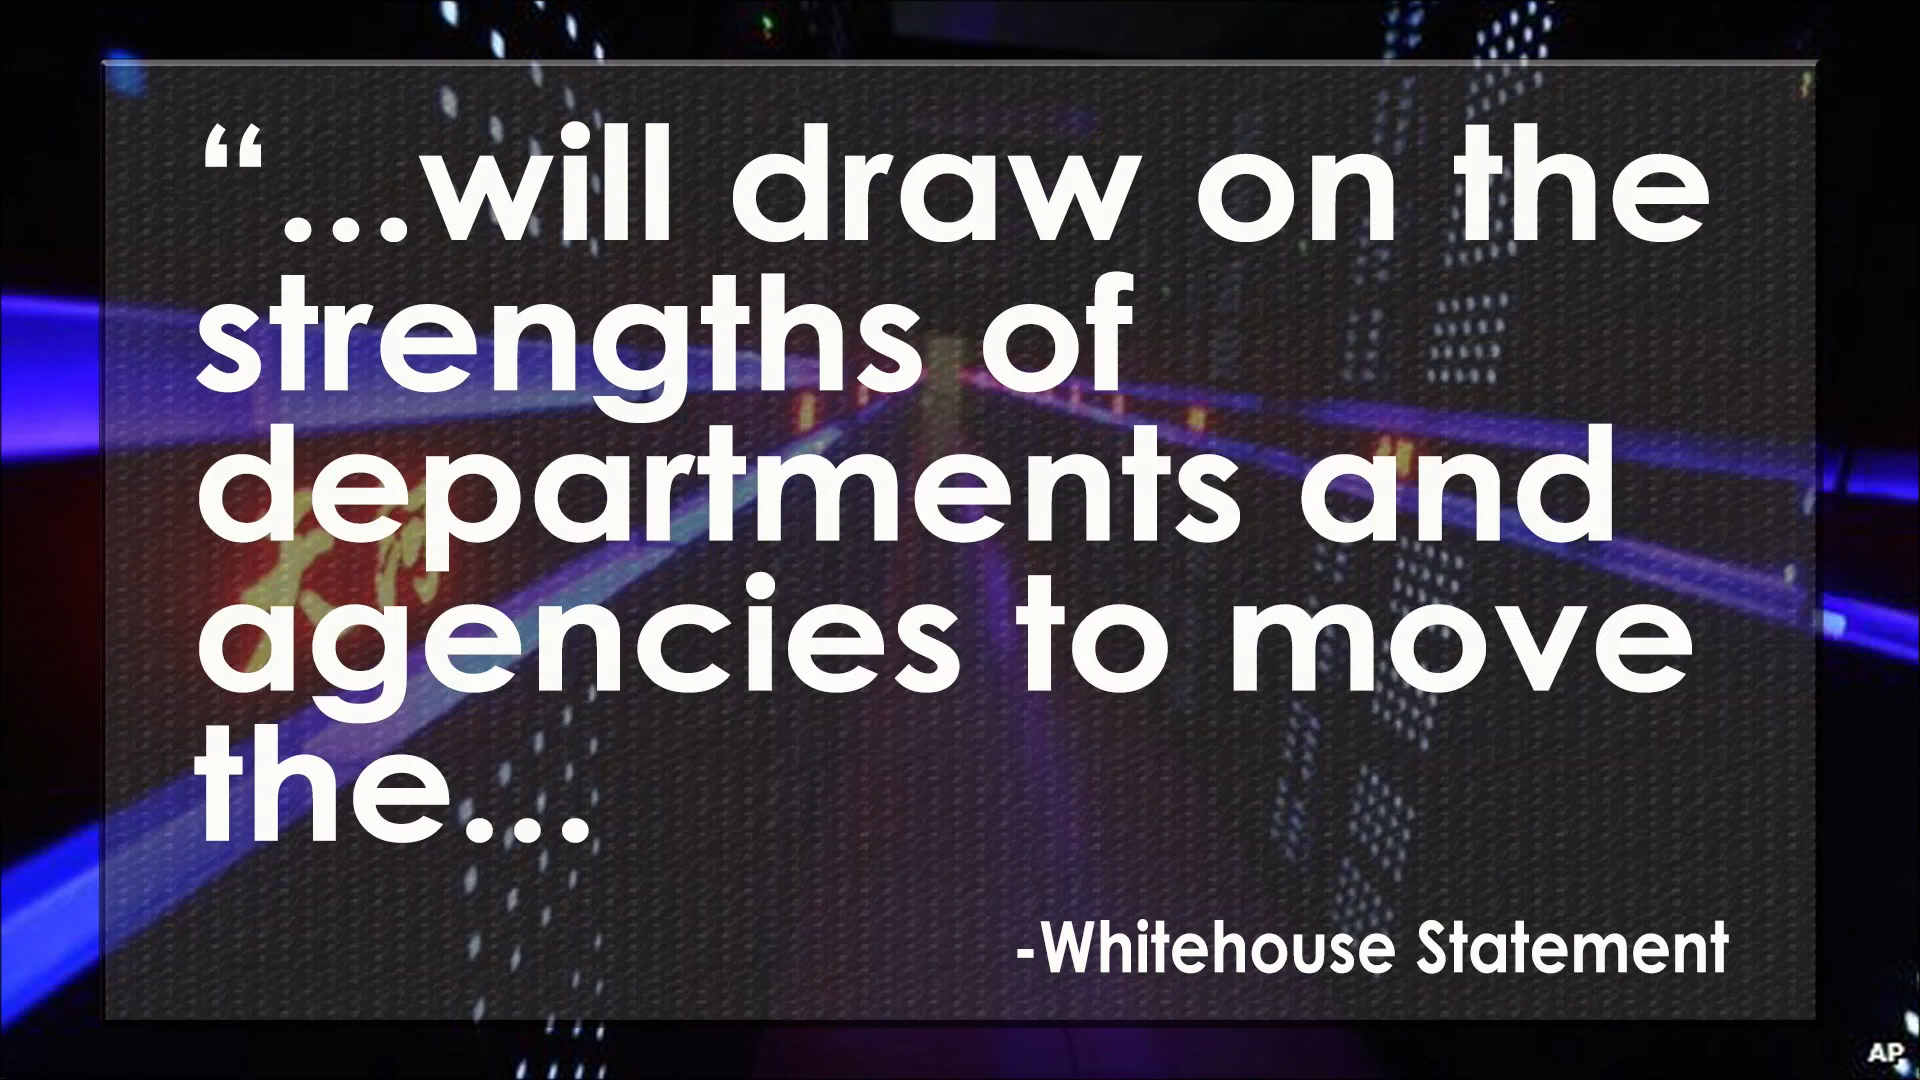 “...will draw on the
strengths of
departments and
agencies to move
the...
-Whitehouse Statement
AP